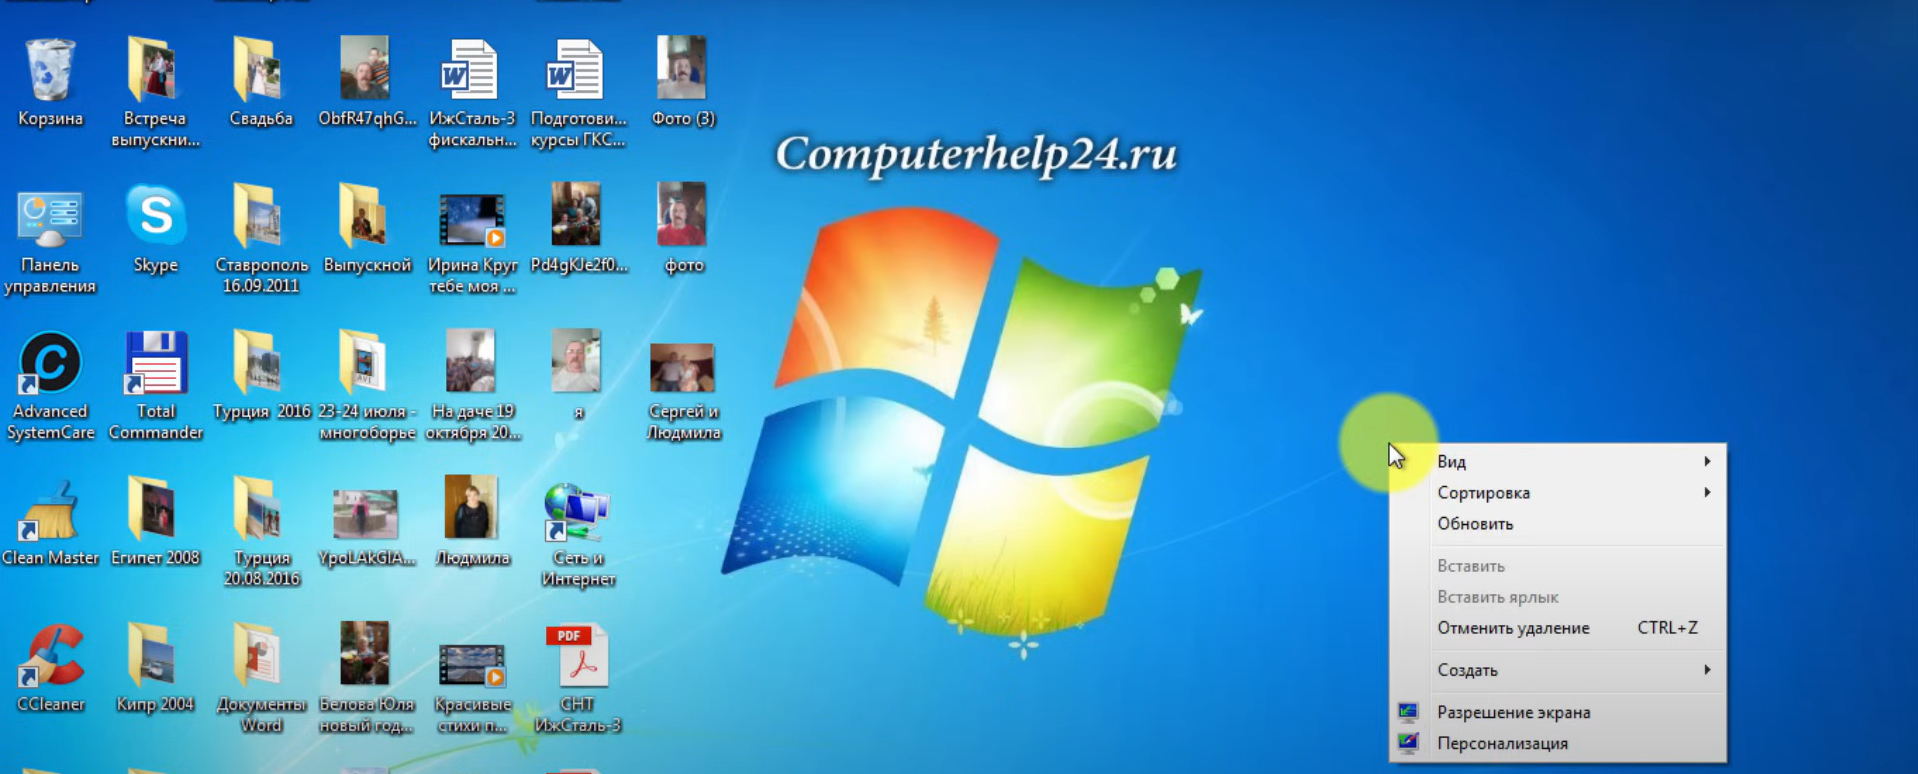 Корзина
Встреча
выпускни...
Свадьба
ObfR47qhG...
ИжСталь-3
фискальн...
Подготови...
курсы ГКС...
Фото (3)
Computerhelp24.ru
Панель
управления
Skype
Ставрополь
16.09.2011
Выпускной
Ирина Круг
тебе моя ...
Pd4gKJe2f0...
фото
Advanced
SystemCare
Total
Commander
Турция 2016
23-24 июля -
многоборье
На даче 19
октября 20...
я
Сергей и
Людмила
Clean Master
Египет 2008
Турция
20.08.2016
YpoLAkGIA...
Людмила
Сеть и
Интернет
CCleaner
Кипр 2004
Документы
Word
Белова Юля
новый год...
Красивые
стихи п...
PDF
СНТ
ИжСталь-3
Вид
Сортировка
Обновить
Вставить
Вставить ярлык
Отменить удаление CTRL+Z
Создать
Разрешение экрана
Персонализация